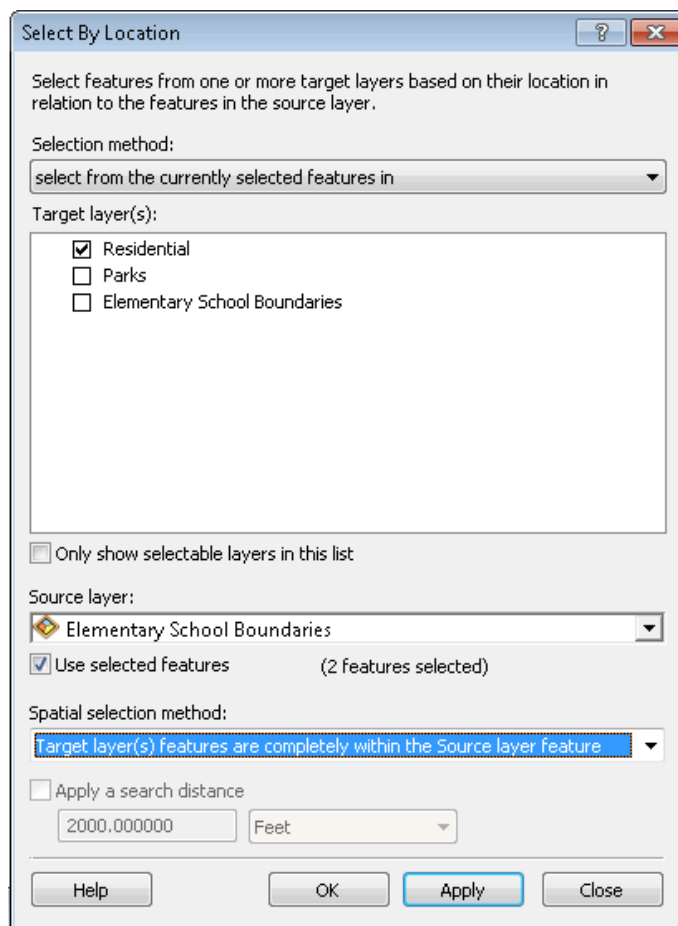 Select By Location
?
Select features from one or more target layers based on their location in
relation to the features in the source layer.
Selection method:
select from the currently selected features in
Target layer(s):
Residential
Parks
Elementary School Boundaries
Only show selectable layers in this list
Source layer:
Elementary School Boundaries
Use selected features (2 features selected)
Spatial selection method:
Target layer(s) features are completely within the Source layer feature
Apply a search distance
2000.000000 Feet
Help OK Apply Close